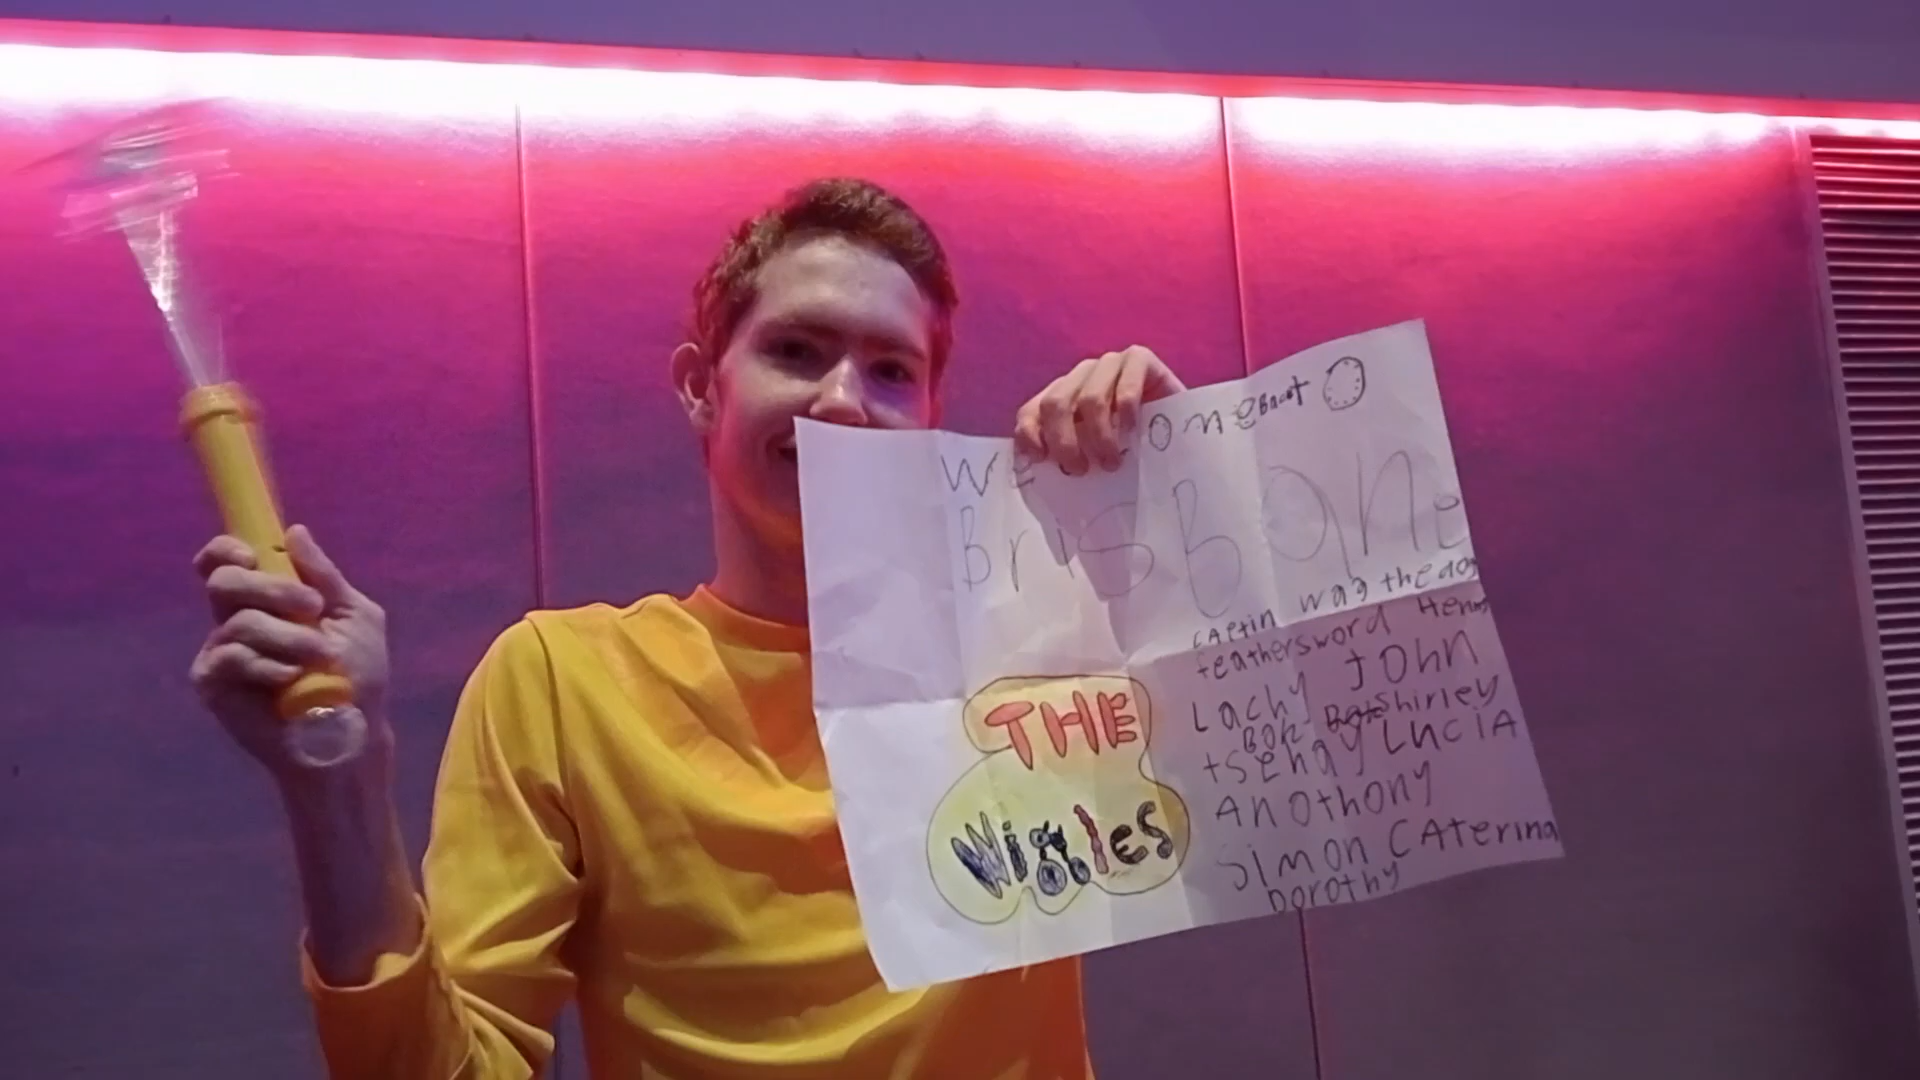 Welcome Back
Brisbane
CAPtin wag the dog
feathersword Henry
Lachy John
Bok Shirley
tsehay LuciA
Anothony
Simon CAterina
Dorothy
THE
Wiggles